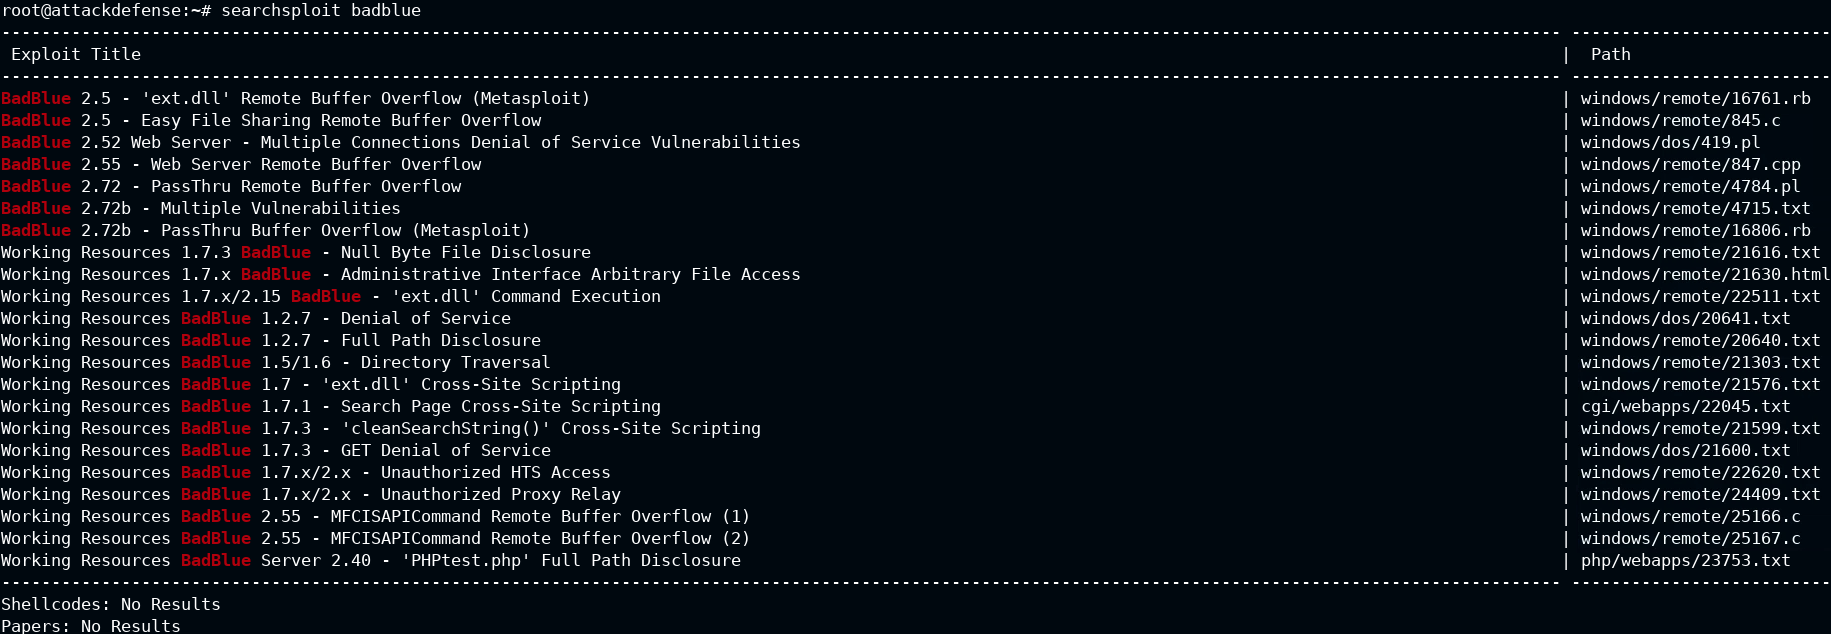 root@attackdefense:~# searchsploit badblue
------------------------------------------------------------------------------------------------------------------------------------------------------------ --------------------------
 Exploit Title                                                                                                                                              |  Path
------------------------------------------------------------------------------------------------------------------------------------------------------------ --------------------------
BadBlue 2.5 - 'ext.dll' Remote Buffer Overflow (Metasploit) | windows/remote/16761.rb
BadBlue 2.5 - Easy File Sharing Remote Buffer Overflow | windows/remote/845.c
BadBlue 2.52 Web Server - Multiple Connections Denial of Service Vulnerabilities | windows/dos/419.pl
BadBlue 2.55 - Web Server Remote Buffer Overflow | windows/remote/847.cpp
BadBlue 2.72 - PassThru Remote Buffer Overflow | windows/remote/4784.pl
BadBlue 2.72b - Multiple Vulnerabilities | windows/remote/4715.txt
BadBlue 2.72b - PassThru Buffer Overflow (Metasploit) | windows/remote/16806.rb
Working Resources 1.7.3 BadBlue - Null Byte File Disclosure | windows/remote/21616.txt
Working Resources 1.7.x BadBlue - Administrative Interface Arbitrary File Access | windows/remote/21630.html
Working Resources 1.7.x/2.15 BadBlue - 'ext.dll' Command Execution | windows/remote/22511.txt
Working Resources BadBlue 1.2.7 - Denial of Service | windows/dos/20641.txt
Working Resources BadBlue 1.2.7 - Full Path Disclosure | windows/remote/20640.txt
Working Resources BadBlue 1.5/1.6 - Directory Traversal | windows/remote/21303.txt
Working Resources BadBlue 1.7 - 'ext.dll' Cross-Site Scripting | windows/remote/21576.txt
Working Resources BadBlue 1.7.1 - Search Page Cross-Site Scripting | cgi/webapps/22045.txt
Working Resources BadBlue 1.7.3 - 'cleanSearchString()' Cross-Site Scripting | windows/remote/21599.txt
Working Resources BadBlue 1.7.3 - GET Denial of Service | windows/dos/21600.txt
Working Resources BadBlue 1.7.x/2.x - Unauthorized HTS Access | windows/remote/22620.txt
Working Resources BadBlue 1.7.x/2.x - Unauthorized Proxy Relay | windows/remote/24409.txt
Working Resources BadBlue 2.55 - MFCISAPICommand Remote Buffer Overflow (1) | windows/remote/25166.c
Working Resources BadBlue 2.55 - MFCISAPICommand Remote Buffer Overflow (2) | windows/remote/25167.c
Working Resources BadBlue Server 2.40 - 'PHPtest.php' Full Path Disclosure | php/webapps/23753.txt
------------------------------------------------------------------------------------------------------------------------------------------------------------ --------------------------
Shellcodes: No Results
Papers: No Results